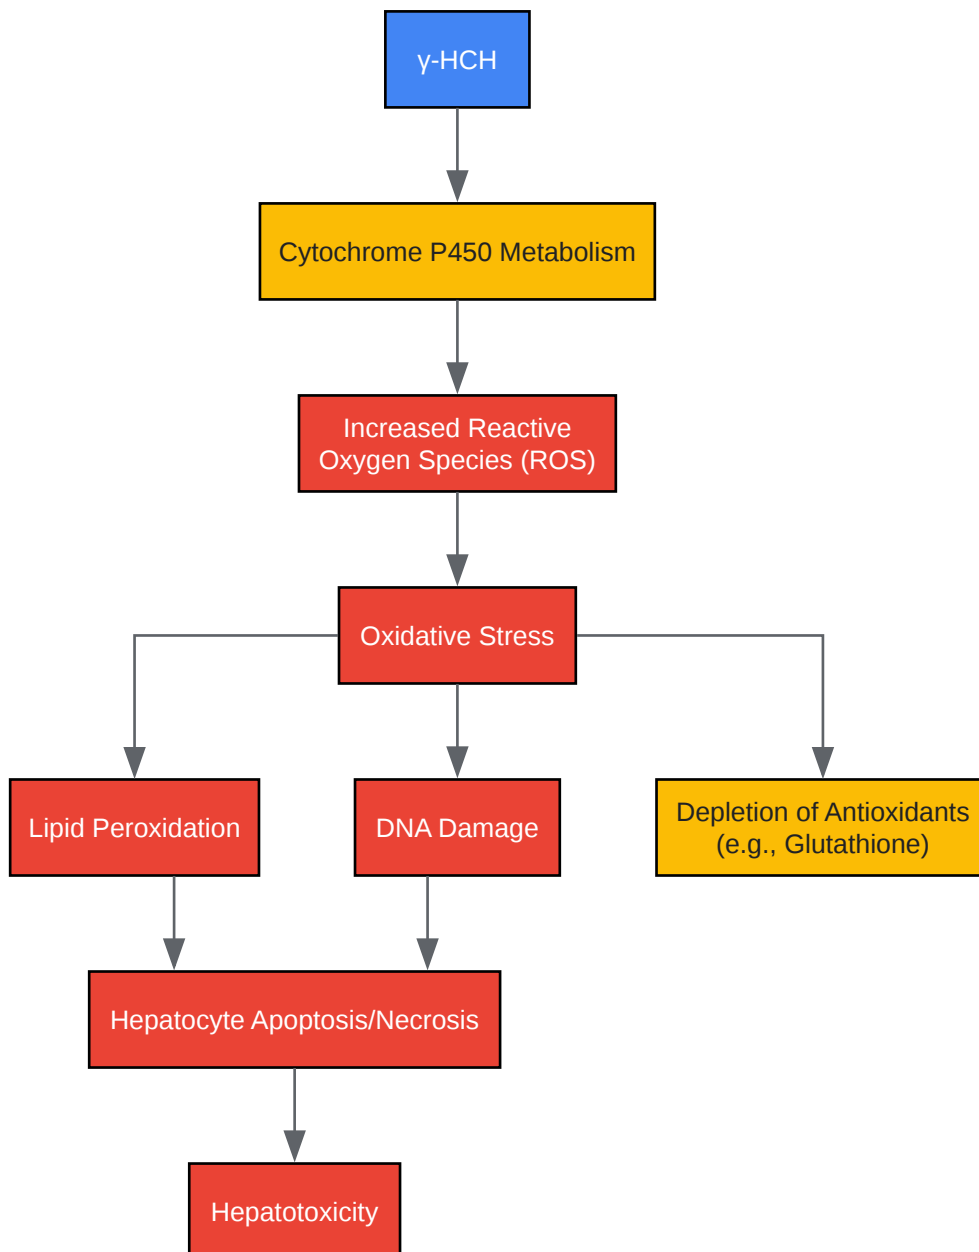 γ-HCH
Cytochrome P450 Metabolism
Increased Reactive
Oxygen Species (ROS)
Oxidative Stress
Lipid Peroxidation
DNA Damage
Depletion of Antioxidants
(e.g., Glutathione)
Hepatocyte Apoptosis/Necrosis
Hepatotoxicity